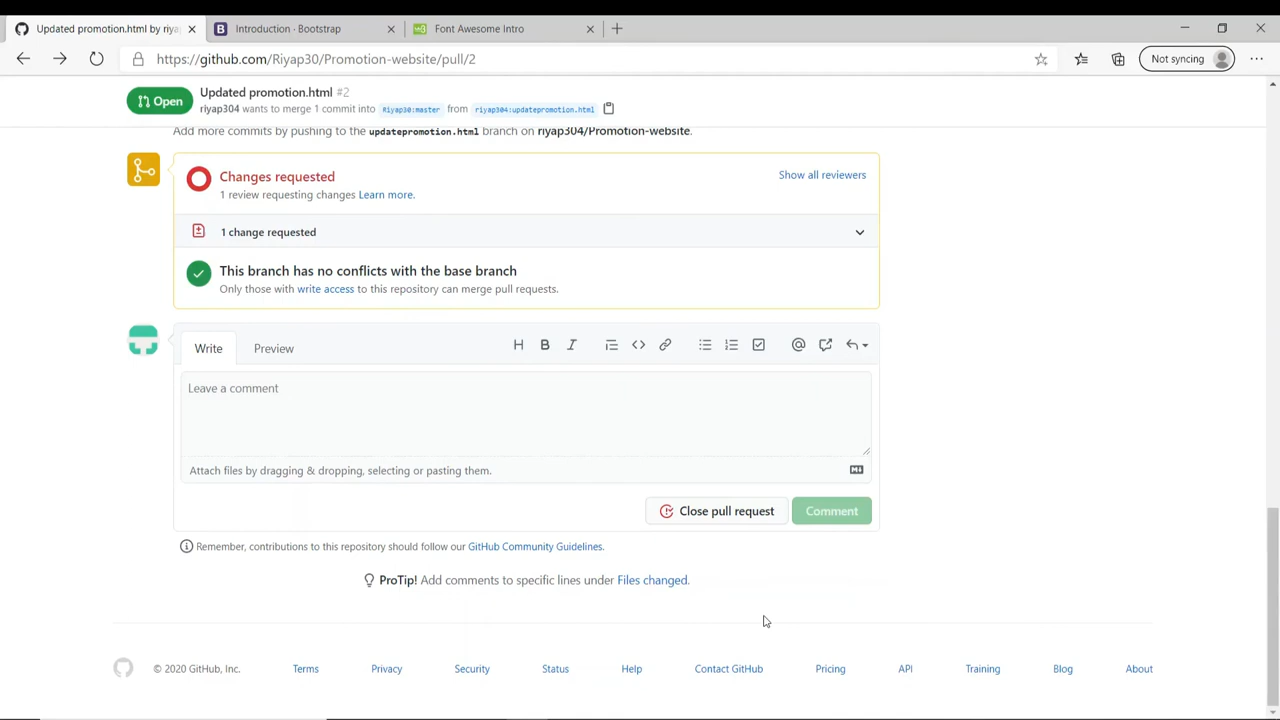 Updated promotion.html by riyap
Introduction · Bootstrap
Font Awesome Intro
https://github.com/Riyap30/Promotion-website/pull/2
Not syncing
Open
Updated promotion.html #2
riyap304 wants to merge 1 commit into Riyap30:master from riyap304:updatepromotion.html
Add more commits by pushing to the updatepromotion.html branch on riyap304/Promotion-website.
Changes requested
Show all reviewers
1 review requesting changes Learn more.
1 change requested
This branch has no conflicts with the base branch
Only those with write access to this repository can merge pull requests.
Write
Preview
Leave a comment
Attach files by dragging & dropping, selecting or pasting them.
Close pull request
Comment
Remember, contributions to this repository should follow our GitHub Community Guidelines.
ProTip! Add comments to specific lines under Files changed.
© 2020 GitHub, Inc.
Terms
Privacy
Security
Status
Help
Contact GitHub
Pricing
API
Training
Blog
About